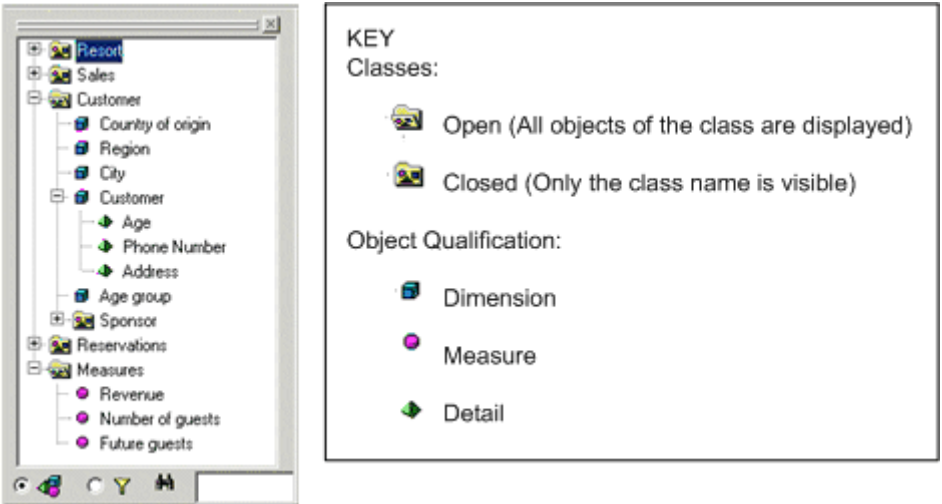 Resort
Sales
Customer
Country of origin
Region
City
Customer
Age
Phone Number
Address
Age group
Sponsor
Reservations
Measures
Revenue
Number of guests
Future guests
KEY
Classes:
Open (All objects of the class are displayed)
Closed (Only the class name is visible)
Object Qualification:
Dimension
Measure
Detail